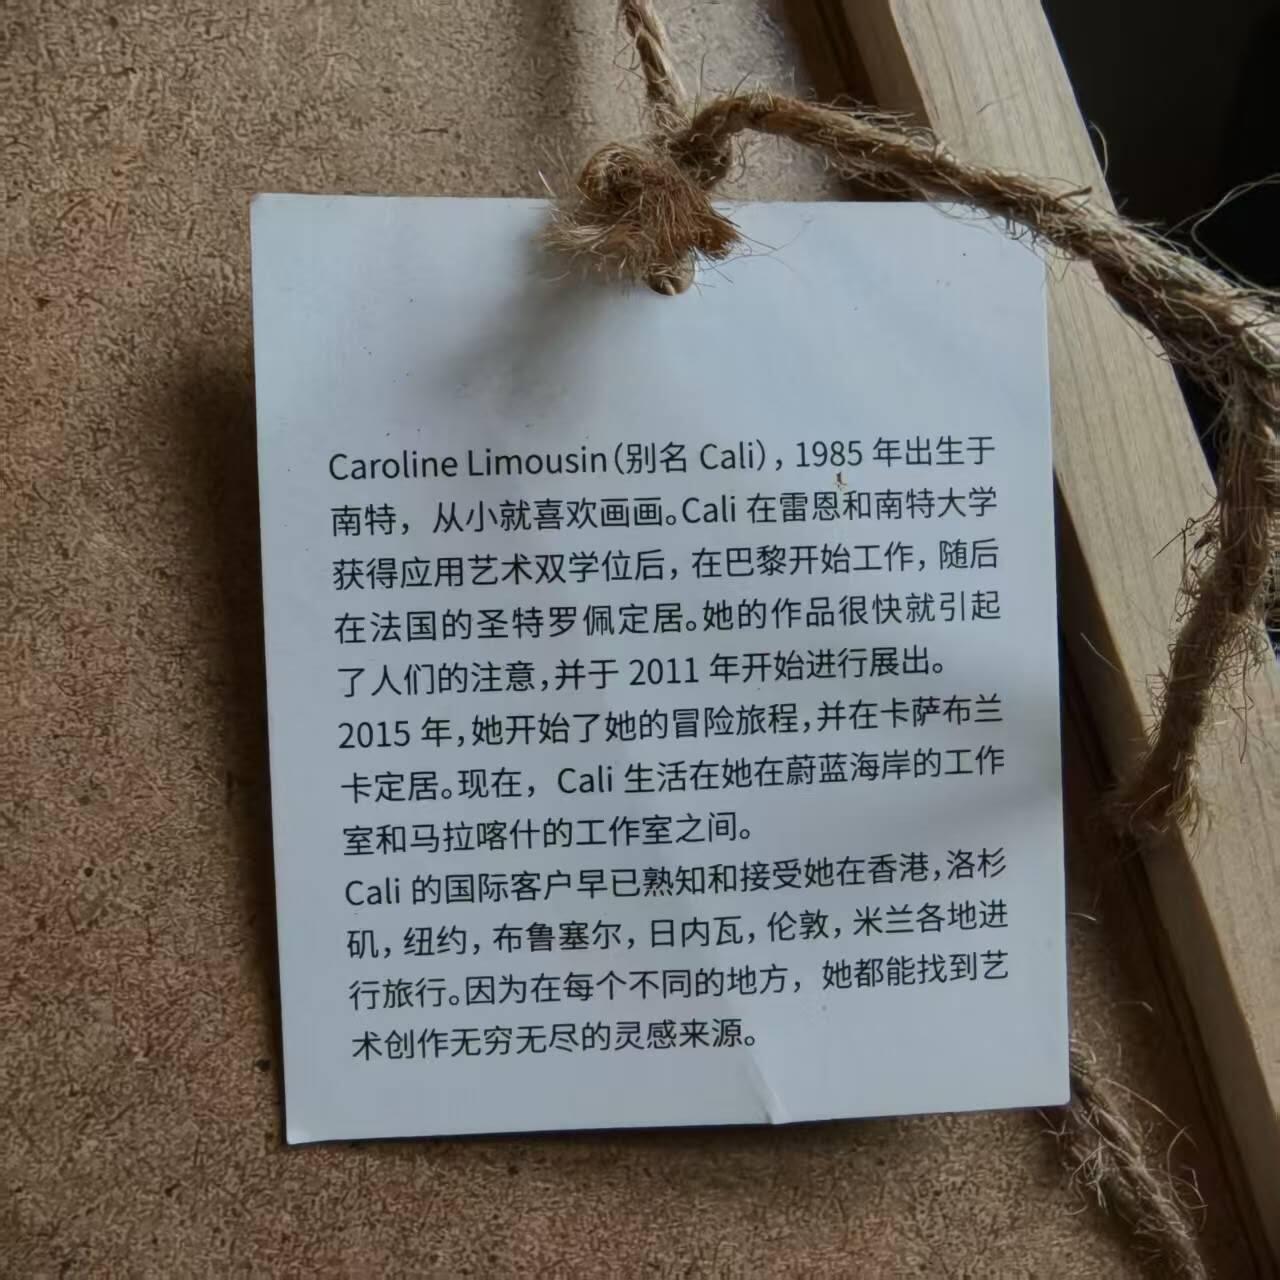 Caroline Limousin（别名 Cali），1985 年出生于
南特，从小就喜欢画画。Cali 在雷恩和南特大学
获得应用艺术双学位后，在巴黎开始工作，随后
在法国的圣特罗佩定居。她的作品很快就引起
了人们的注意，并于 2011 年开始进行展出。
2015 年，她开始了她的冒险旅程，并在卡萨布兰
卡定居。现在，Cali 生活在她在蔚蓝海岸的工作
室和马拉喀什的工作室之间。
Cali 的国际客户早已熟知和接受她在香港，洛杉
矶，纽约，布鲁塞尔，日内瓦，伦敦，米兰各地进
行旅行。因为在每个不同的地方，她都能找到艺
术创作无穷无尽的灵感来源。